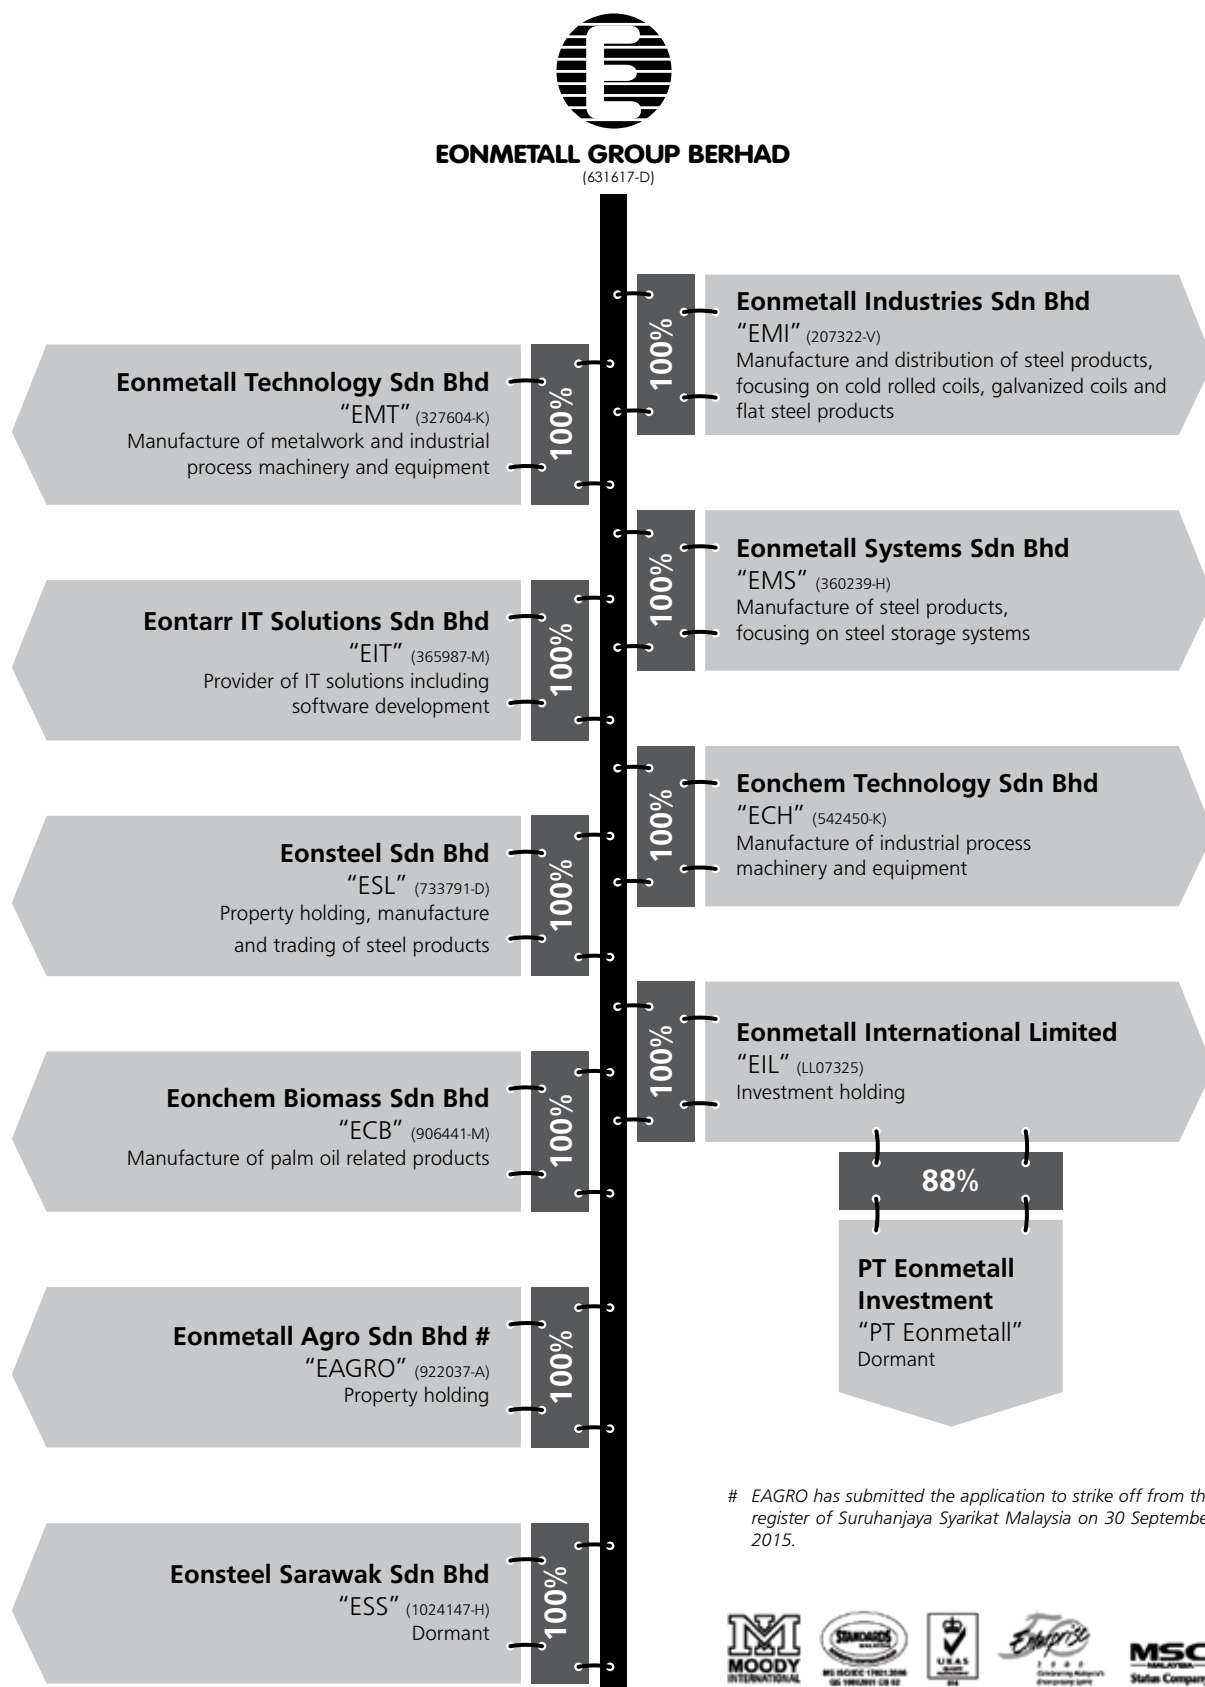 EONMETALL GROUP BERHAD
(631617-D)
100%
Eonmetall Industries Sdn Bhd
“EMI” (207322-V)
Manufacture and distribution of steel products,
focusing on cold rolled coils, galvanized coils and
flat steel products
Eonmetall Technology Sdn Bhd
“EMT” (327604-K)
Manufacture of metalwork and industrial
process machinery and equipment
100%
100%
Eonmetall Systems Sdn Bhd
“EMS” (360239-H)
Manufacture of steel products,
focusing on steel storage systems
Eontarr IT Solutions Sdn Bhd
“EIT” (365987-M)
Provider of IT solutions including
software development
100%
100%
Eonchem Technology Sdn Bhd
“ECH” (542450-K)
Manufacture of industrial process
machinery and equipment
Eonsteel Sdn Bhd
“ESL” (733791-D)
Property holding, manufacture
and trading of steel products
100%
100%
Eonmetall International Limited
“EIL” (LL07325)
Investment holding
Eonchem Biomass Sdn Bhd
“ECB” (906441-M)
Manufacture of palm oil related products
100%
88%
PT Eonmetall
Investment
“PT Eonmetall”
Dormant
Eonmetall Agro Sdn Bhd #
“EAGRO” (922037-A)
Property holding
100%
# EAGRO has submitted the application to strike off from th
register of Suruhanjaya Syarikat Malaysia on 30 Septembe
2015.
Eonsteel Sarawak Sdn Bhd
“ESS” (1024147-H)
Dormant
100%
MOODY
INTERNATIONAL
STANDARDS
UKAS
Enterprise
MSC
MALAYSIA
Status Company